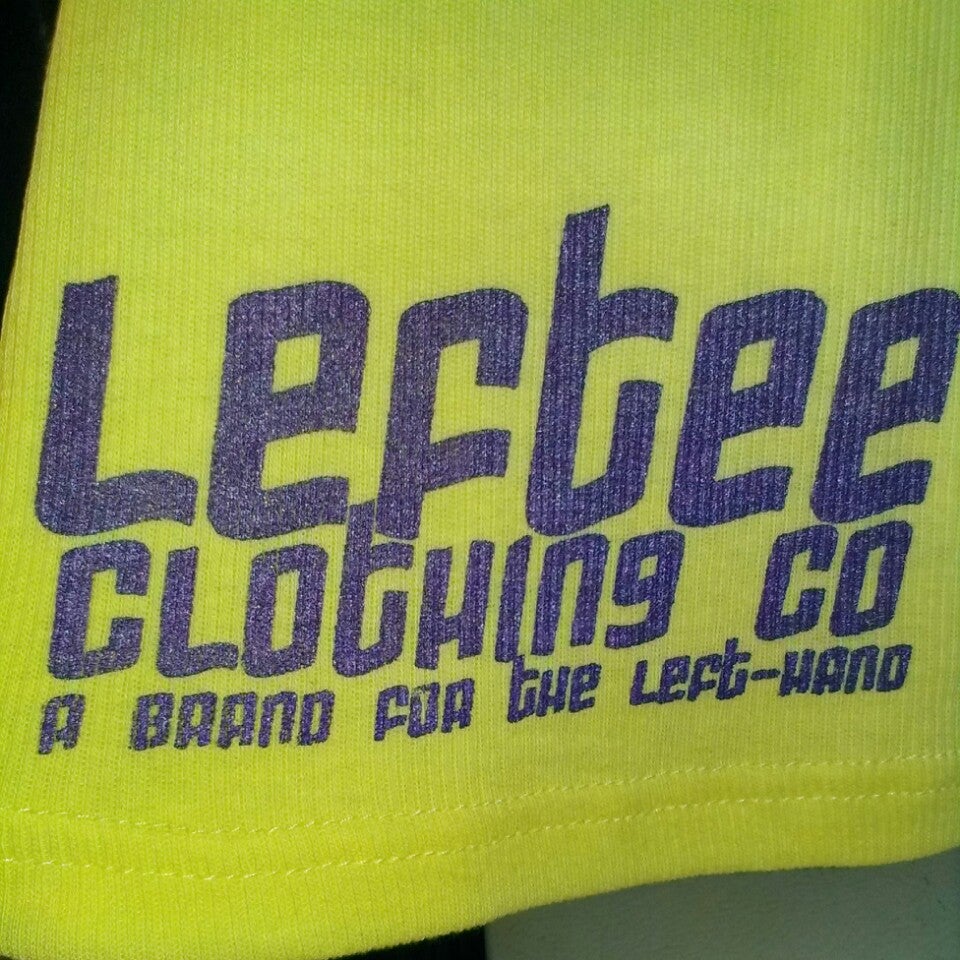 Leftee
Clothing Co
A Brand for the Left-Hand